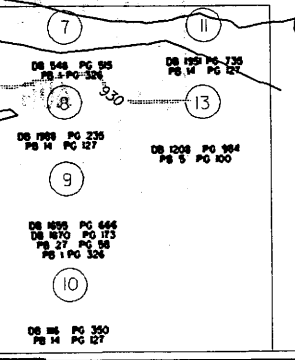 7
11
DB 546 PG 515
PB 1 PG 326
DB 1951 PG 735
PB 14 PG 127
930
8
13
DB 1988 PG 235
PB 14 PG 127
DB 1208 PG 984
PB 5 PG 100
9
DB 1655 PG 666
DB 1670 PG 173
PB 27 PG 58
PB 1 PG 326
10
DB 116 PG 350
PB 14 PG 127